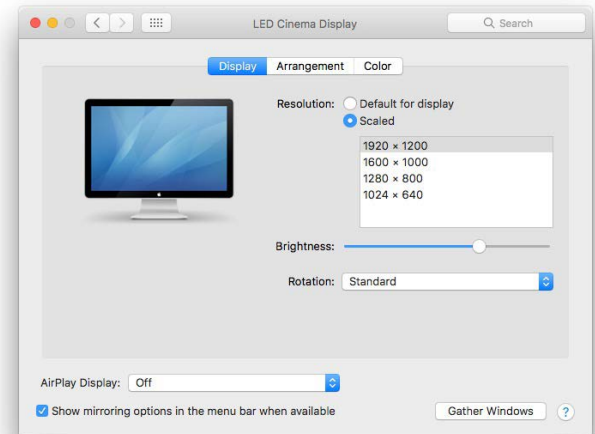 LED Cinema Display
Search
Display Arrangement Color
Resolution: Default for display
Scaled
1920 × 1200
1600 × 1000
1280 × 800
1024 × 640
Brightness:
Rotation: Standard
AirPlay Display: Off
Show mirroring options in the menu bar when available
Gather Windows ?